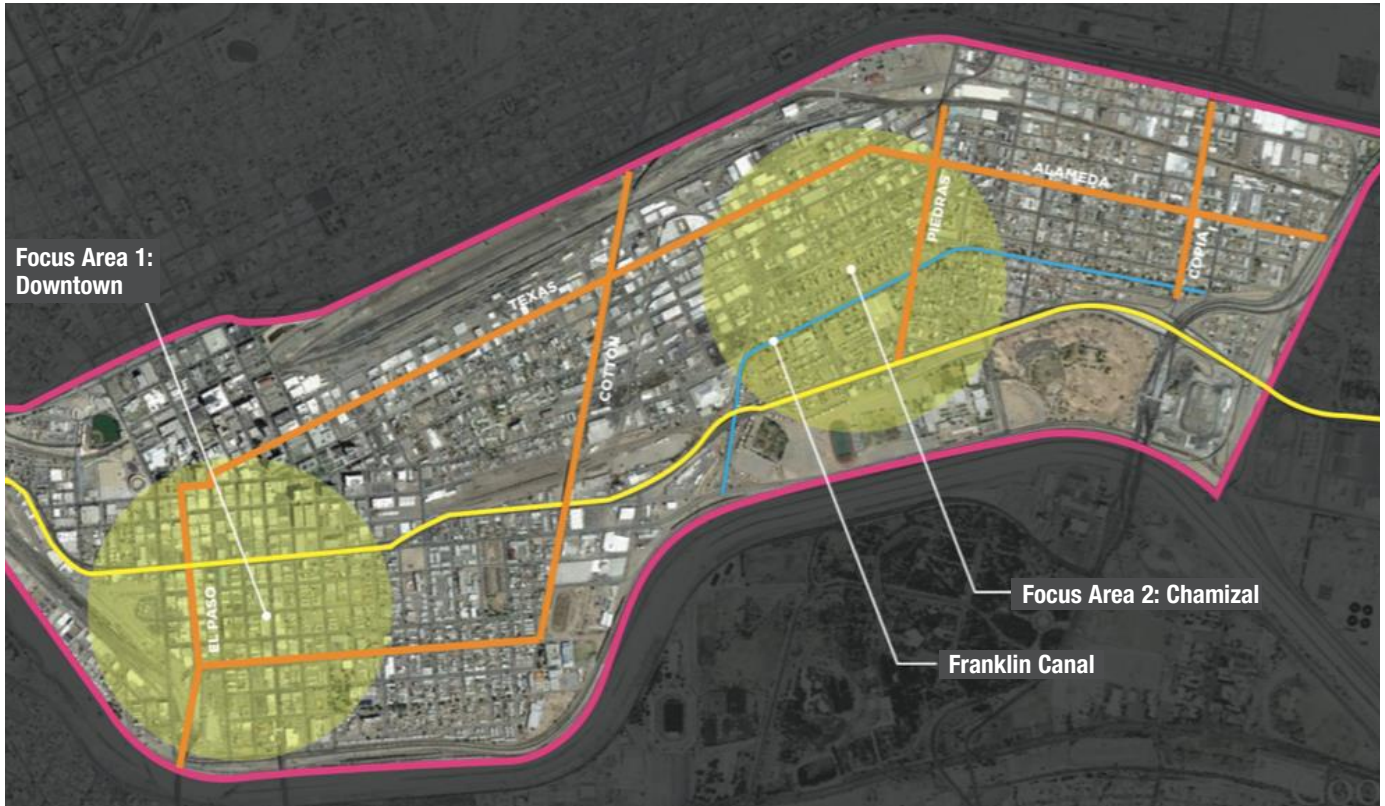 Focus Area 1:
Downtown
TEXAS
COTTON
PIEDRAS
ALAMEDA
COPIA
EL PASO
Focus Area 2: Chamizal
Franklin Canal